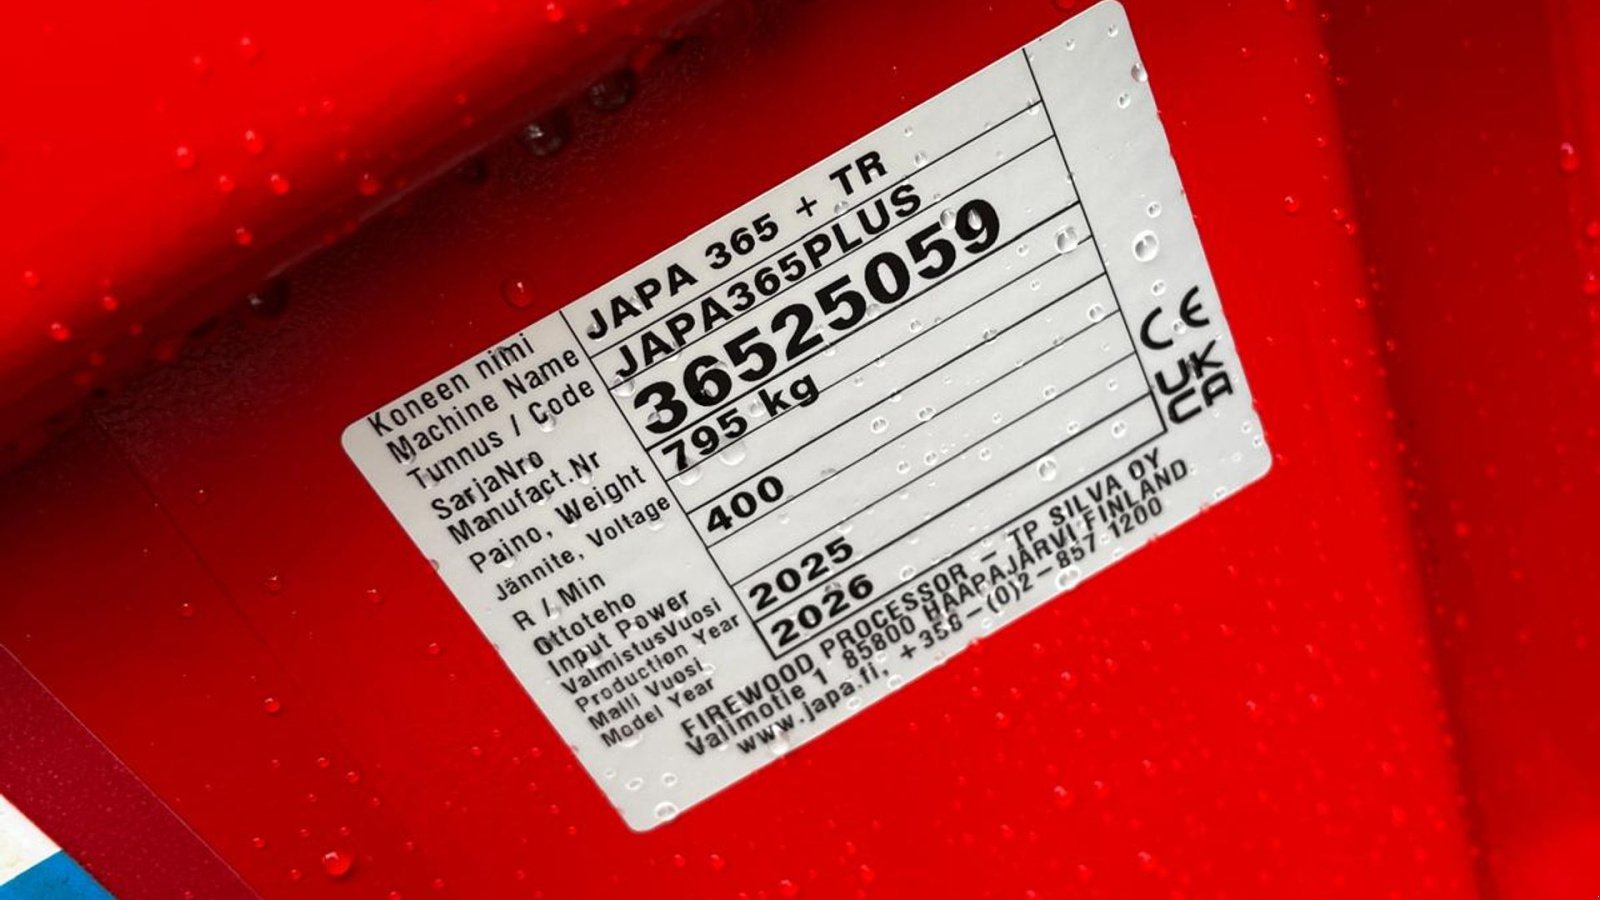 Koneen nimi
Machine Name
JAPA 365 + TR
Tunnus / Code
JAPA365PLUS
SarjaNro
Manufact.Nr
36525059
Paino, Weight
795 kg
Jännite, Voltage
R / Min
400
Ottoteho
Input Power
ValmistusVuosi
Production Year
2025
Malli Vuosi
Model Year
2026
CE
UK
CA
FIREWOOD PROCESSOR - TP SILVA OY
Valimotie 1 85800 HAAPAJÄRVI FINLAND
www.japa.fi, +358-(0)2-857 1200